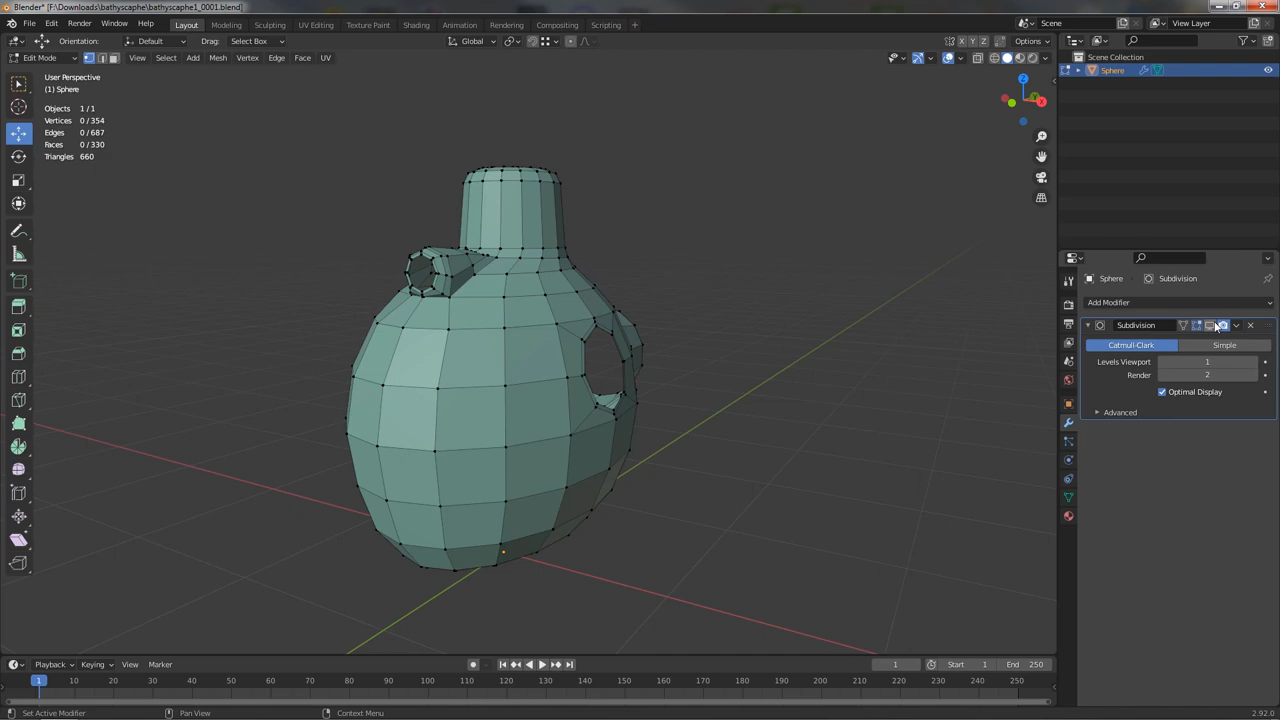 Blender* [F:\Downloads\bathyscaphe\bathyscaphe1_0001.blend]
File Edit Render Window Help Layout Modeling Sculpting UV Editing Texture Paint Shading Animation Rendering Compositing Scripting + Scene View Layer
Orientation: Default Drag: Select Box Global X Y Z Options
Edit Mode View Select Add Mesh Vertex Edge Face UV
User Perspective
(1) Sphere
Objects 1/1
Vertices 0/354
Edges 0/687
Faces 0/330
Triangles 660
Z
Y
X
Scene Collection
Sphere
Sphere Subdivision
Add Modifier
Subdivision
Catmull-Clark Simple
Levels Viewport 1
Render 2
Optimal Display
Advanced
Playback Keying View Marker 1 Start 1 End 250
1 10 20 30 40 50 60 70 80 90 100 110 120 130 140 150 160 170 180 190 200 210 220 230 240 250
Set Active Modifier Pan View Context Menu 2.92.0